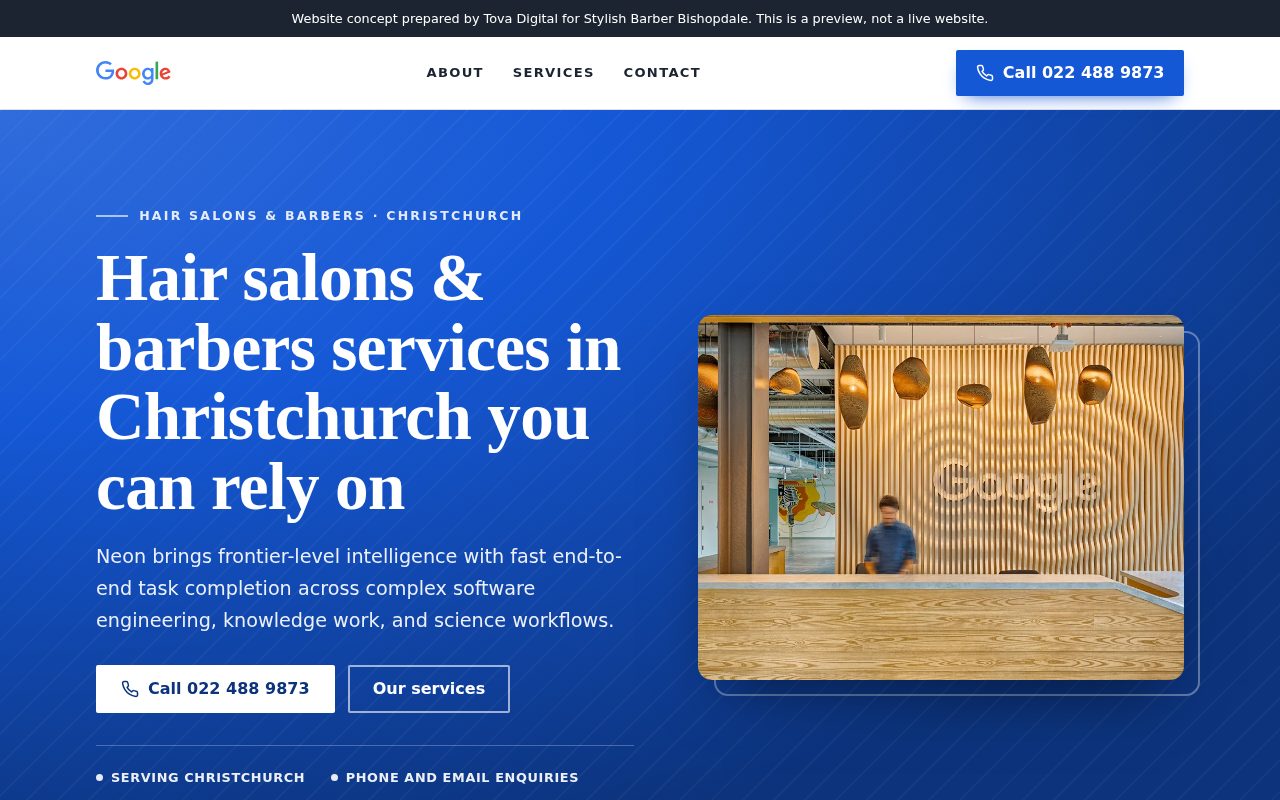 Website concept prepared by Tova Digital for Stylish Barber Bishopdale. This is a preview, not a live website.
Google
ABOUT
SERVICES
CONTACT
Call 022 488 9873
HAIR SALONS & BARBERS · CHRISTCHURCH
Hair salons &
barbers services in
Christchurch you
can rely on
Neon brings frontier-level intelligence with fast end-to-
end task completion across complex software
engineering, knowledge work, and science workflows.
Call 022 488 9873
Our services
Google
SERVING CHRISTCHURCH
PHONE AND EMAIL ENQUIRIES